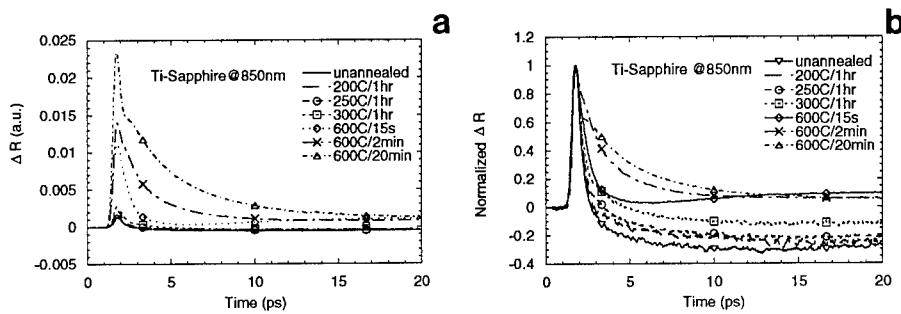 a
0.025
0.02
0.015
0.01
0.005
0
-0.005
Δ R (a.u.)
Ti-Sapphire @850nm
unannealed
200C/1hr
250C/1hr
300C/1hr
600C/15s
600C/2min
600C/20min
0 5 10 15 20
Time (ps)
b
1.2
1
0.8
0.6
0.4
0.2
0
-0.2
-0.4
Normalized Δ R
Ti-Sapphire @850nm
unannealed
200C/1hr
250C/1hr
300C/1hr
600C/15s
600C/2min
600C/20min
0 5 10 15 20
Time (ps)